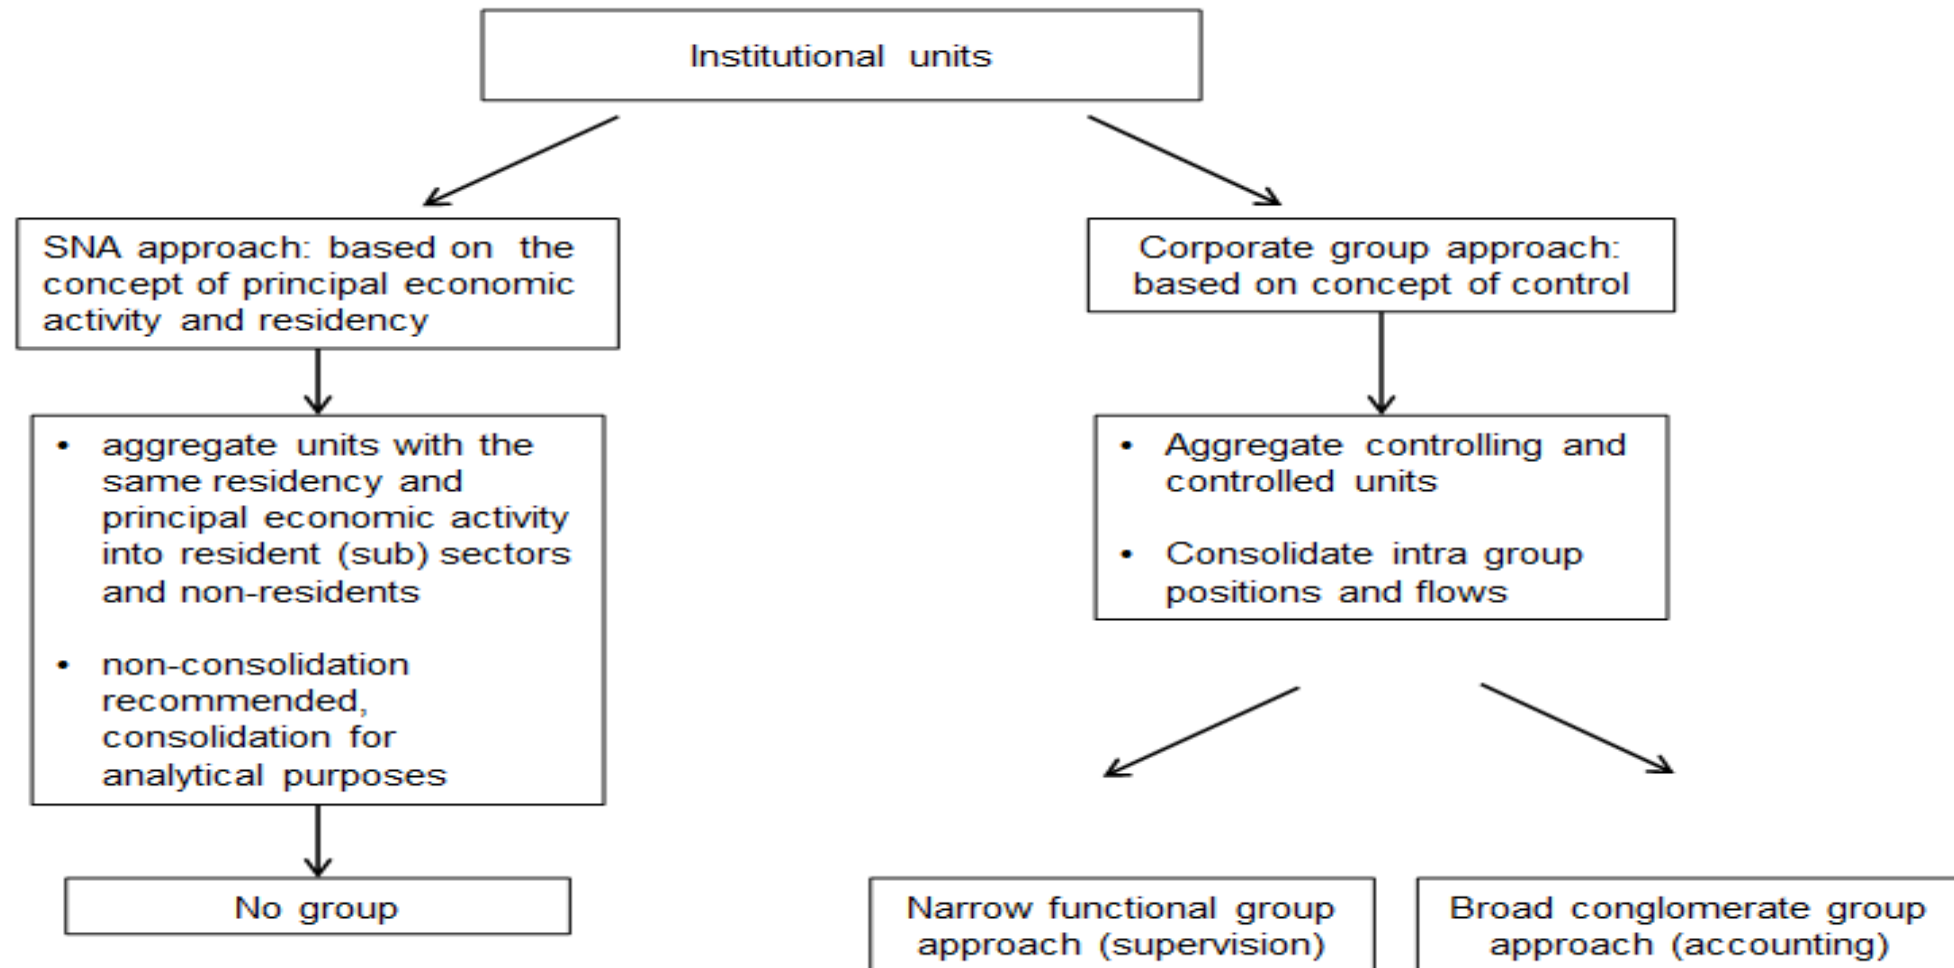 Institutional units
SNA approach: based on the
concept of principal economic
activity and residency
Corporate group approach:
based on concept of control
• aggregate units with the
same residency and
principal economic activity
into resident (sub) sectors
and non-residents
• non-consolidation
recommended,
consolidation for
analytical purposes
• Aggregate controlling and
controlled units
• Consolidate intra group
positions and flows
No group
Narrow functional group
approach (supervision)
Broad conglomerate group
approach (accounting)